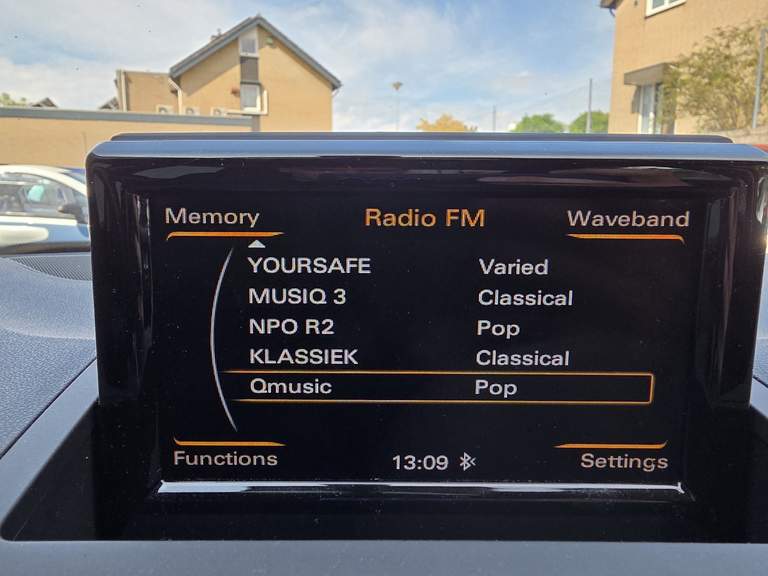 Memory Radio FM Waveband
YOURSAFE Varied
MUSIQ 3 Classical
NPO R2 Pop
KLASSIEK Classical
Qmusic Pop
Functions 13:09 Settings